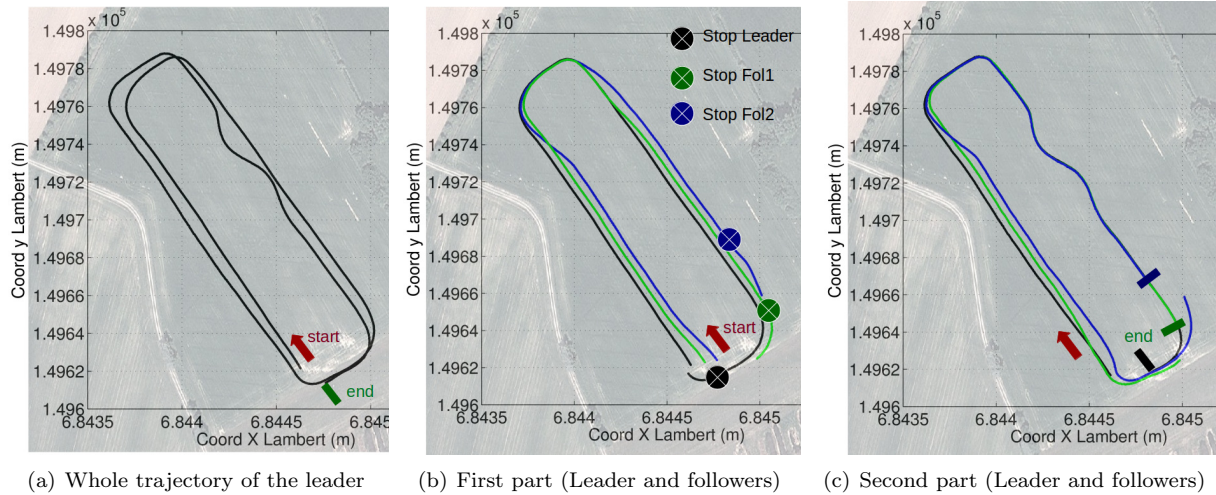 x 10⁵
1.498
1.4978
1.4976
1.4974
1.4972
1.497
1.4968
1.4966
1.4964
1.4962
1.496
6.8435
6.844
6.8445
6.845
Coord y Lambert (m)
Coord X Lambert (m)
start
end
(a) Whole trajectory of the leader
x 10⁵
1.498
1.4978
1.4976
1.4974
1.4972
1.497
1.4968
1.4966
1.4964
1.4962
1.496
6.8435
6.844
6.8445
6.845
Coord y Lambert (m)
Coord X Lambert (m)
Stop Leader
Stop Fol1
Stop Fol2
start
(b) First part (Leader and followers)
x 10⁵
1.498
1.4978
1.4976
1.4974
1.4972
1.497
1.4968
1.4966
1.4964
1.4962
1.496
6.8435
6.844
6.8445
6.845
Coord y Lambert (m)
Coord X Lambert (m)
end
(c) Second part (Leader and followers)